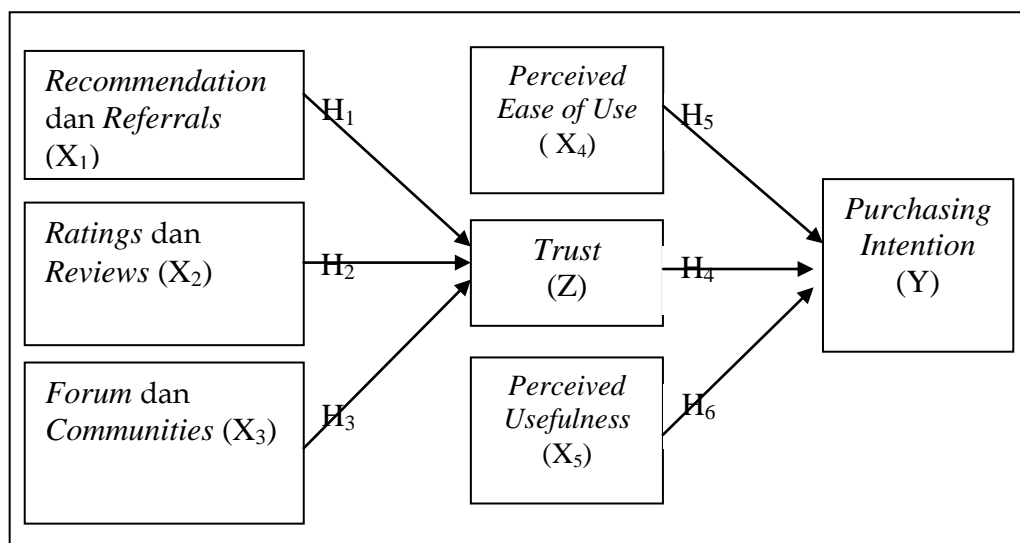 Recommendation
dan Referrals
(X₁)
H₁
Ratings dan
Reviews (X₂)
H₂
Forum dan
Communities (X₃)
H₃
Perceived
Ease of Use
( X₄)
H₅
Trust
(Z)
H₄
Perceived
Usefulness
(X₅)
H₆
Purchasing
Intention
(Y)